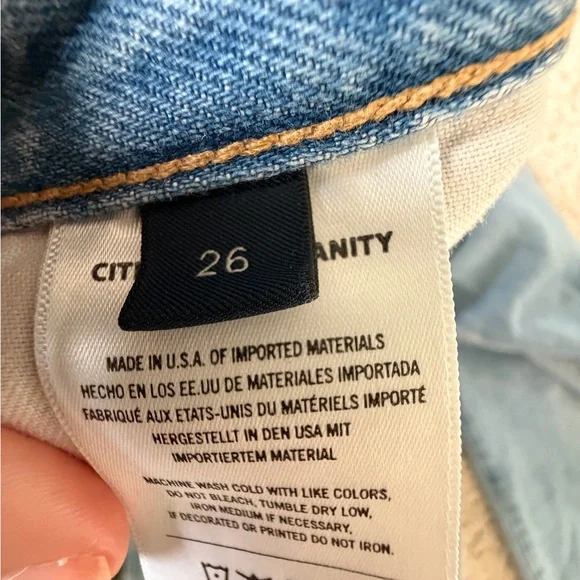 26
CIT ANITY
MADE IN U.S.A. OF IMPORTED MATERIALS
HECHO EN LOS EE.UU DE MATERIALES IMPORTADA
FABRIQUÉ AUX ETATS-UNIS DU MATÉRIELS IMPORTÉ
HERGESTELLT IN DEN USA MIT
IMPORTIERTEM MATERIAL
MACHINE WASH COLD WITH LIKE COLORS,
DO NOT BLEACH, TUMBLE DRY LOW,
IRON MEDIUM IF NECESSARY,
IF DECORATED OR PRINTED DO NOT IRON.